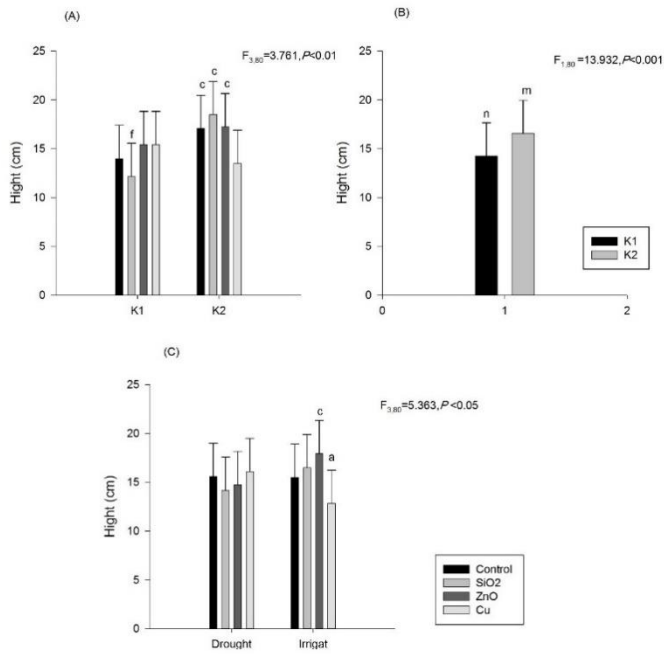 (A)
F3.80=3.761,P<0.01
25
20
15
10
5
0
Hight (cm)
f
c c c
K1 K2
(B)
F1.80=13.932,P<0.001
25
20
15
10
5
0
Hight (cm)
n m
K1
K2
0 1 2
(C)
F3.80=5.363,P<0.05
25
20
15
10
5
0
Hight (cm)
c
a
Control
SiO2
ZnO
Cu
Drought Irrigat